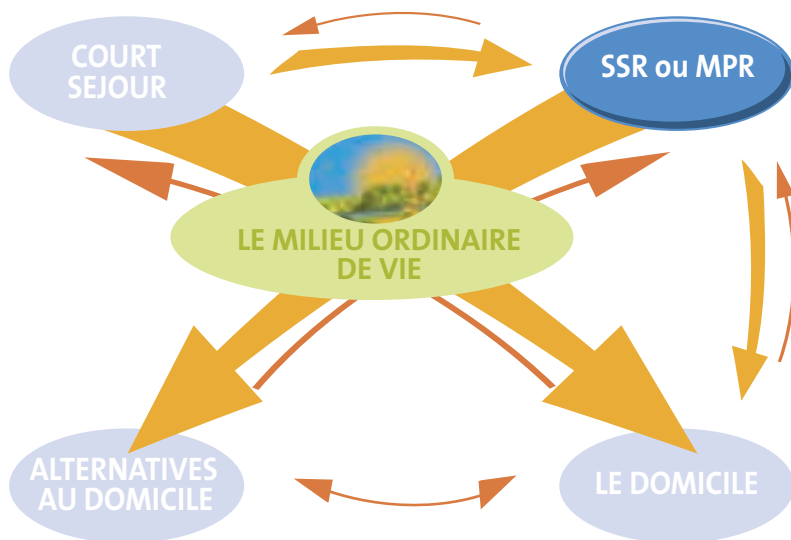 COURT
SEJOUR
SSR ou MPR
LE MILIEU ORDINAIRE
DE VIE
ALTERNATIVES
AU DOMICILE
LE DOMICILE